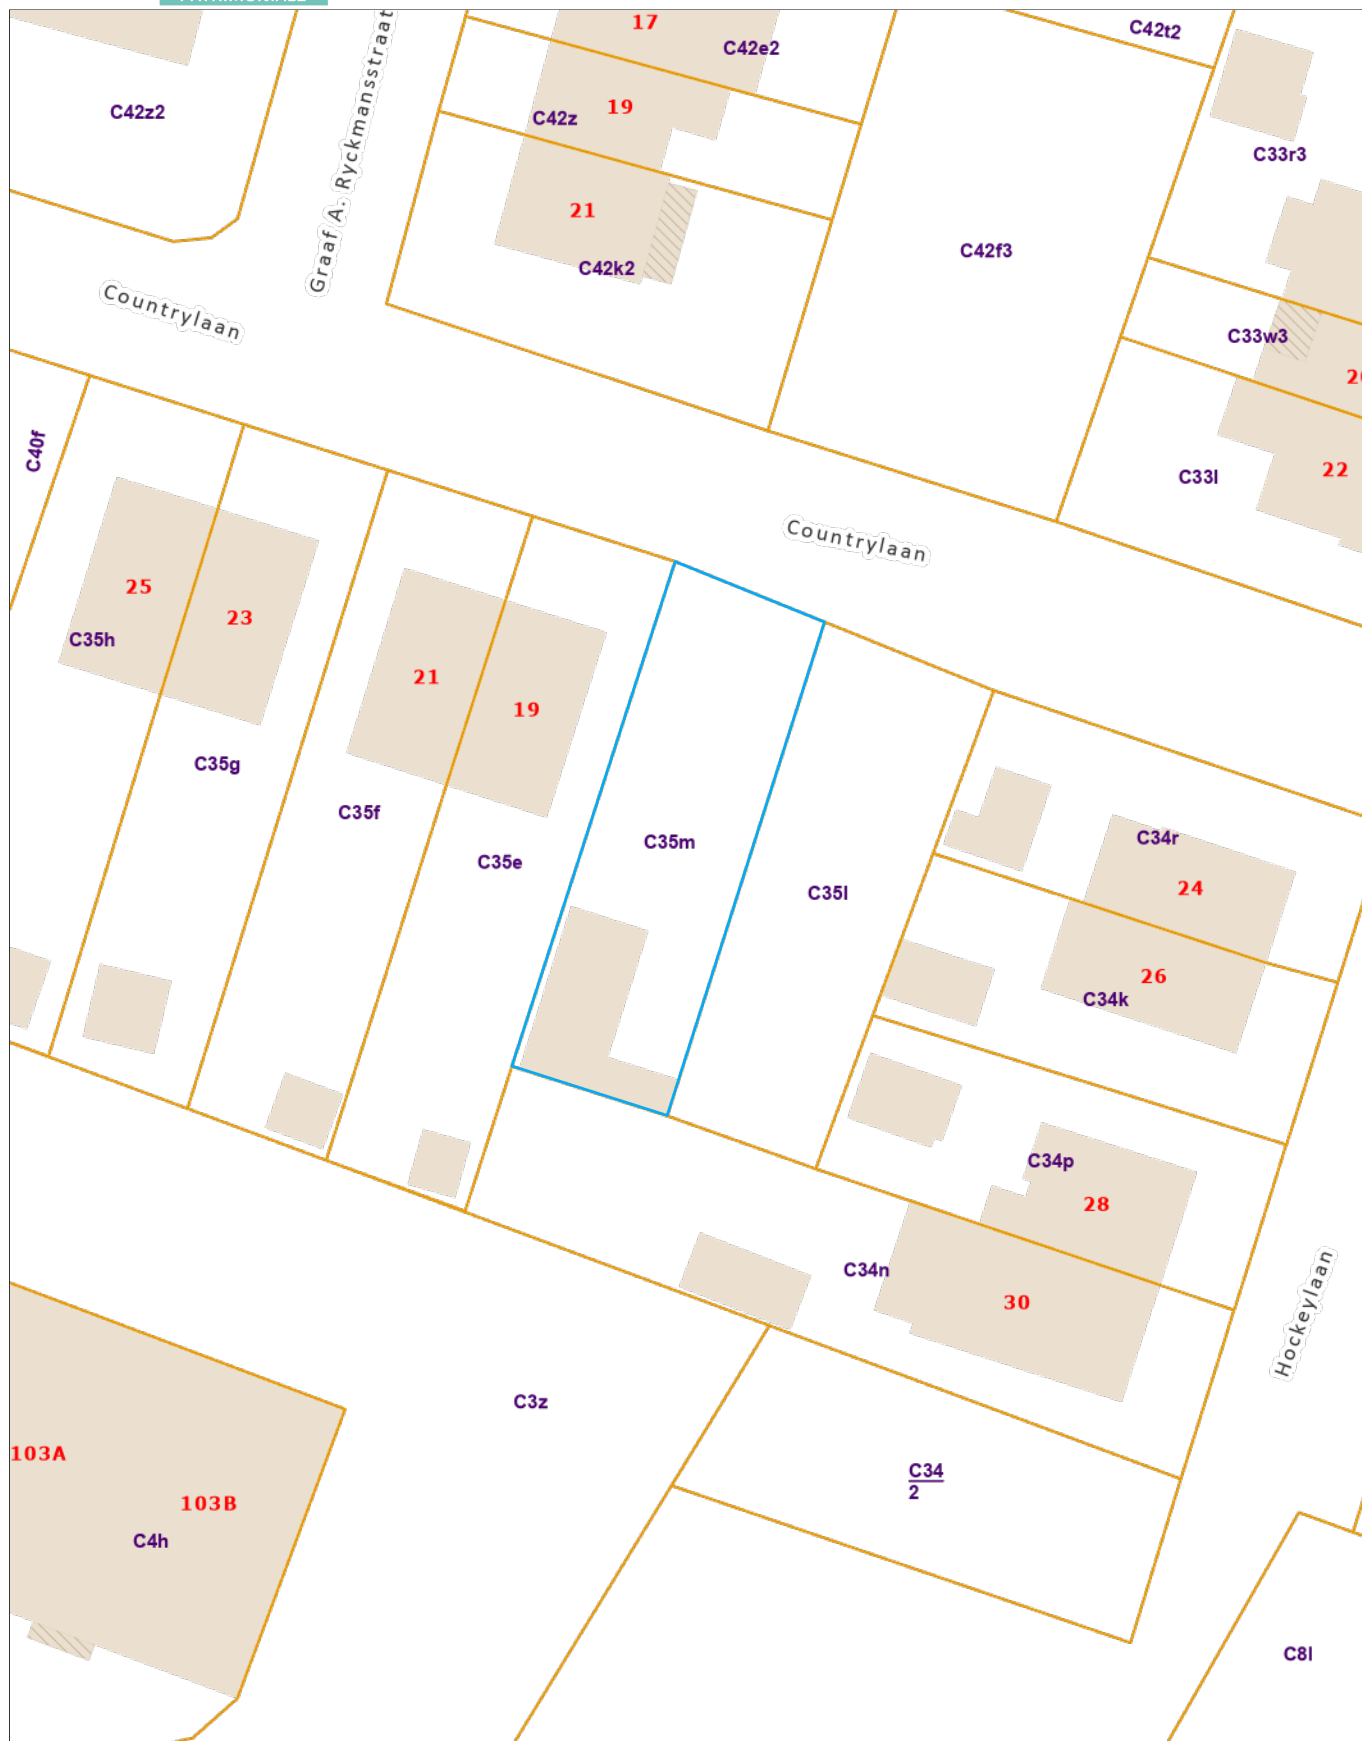 17
C42e2
C42t2
C42z2
19
C42z
Graaf A. Ryckmansstraat
C33r3
21
C42k2
C42f3
Countrylaan
C33w3
C40f
C33l
22
Countrylaan
25
23
C35h
21
19
C35g
C35f
C35m
C35e
C35l
C34r
24
26
C34k
C34p
28
C34n
30
Hockeylaan
C3z
103A
C34
2
103B
C4h
C8l